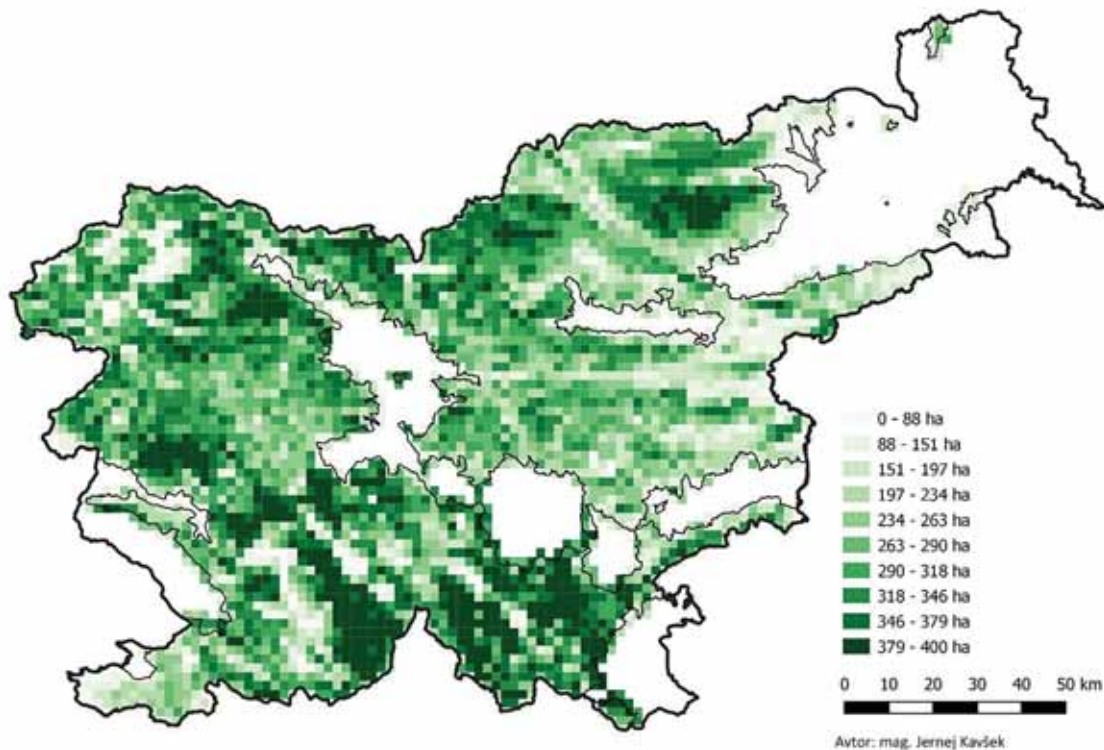 0 - 88 ha
88 - 151 ha
151 - 197 ha
197 - 234 ha
234 - 263 ha
263 - 290 ha
290 - 318 ha
318 - 346 ha
346 - 379 ha
379 - 400 ha
0 10 20 30 40 50 km
Avtor: mag. Jernej Kavšek